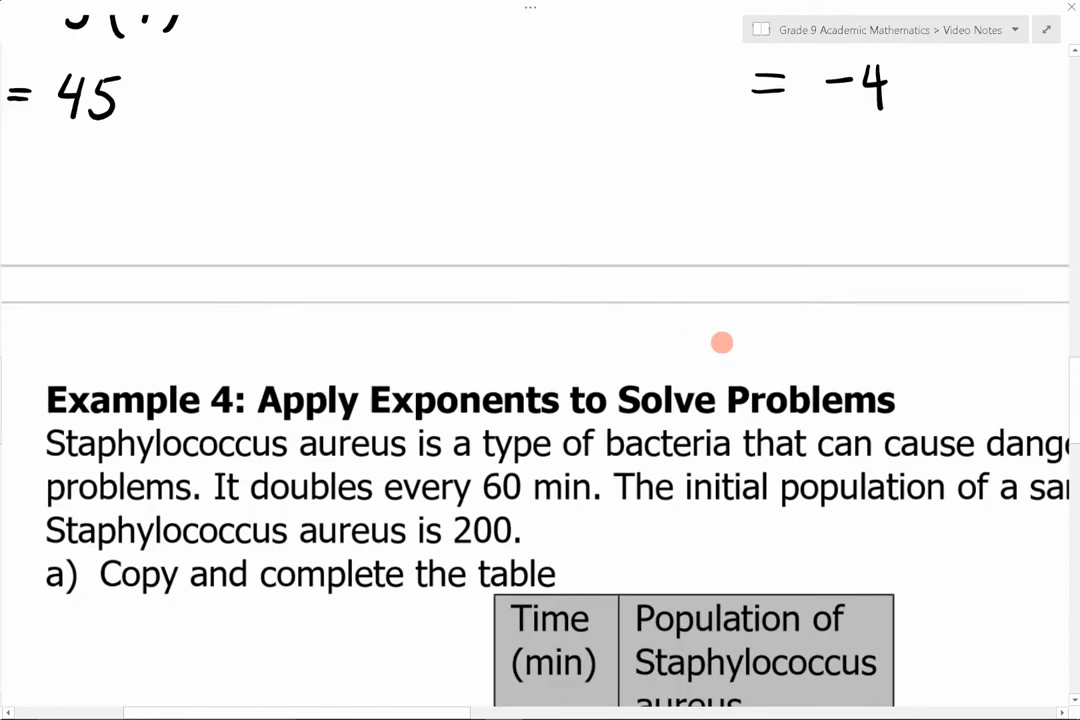 Grade 9 Academic Mathematics > Video Notes
= 45
= -4
Example 4: Apply Exponents to Solve Problems
Staphylococcus aureus is a type of bacteria that can cause
problems. It doubles every 60 min. The initial population of a
Staphylococcus aureus is 200.
a) Copy and complete the table
Time
(min)
Population of
Staphylococcus
aureus